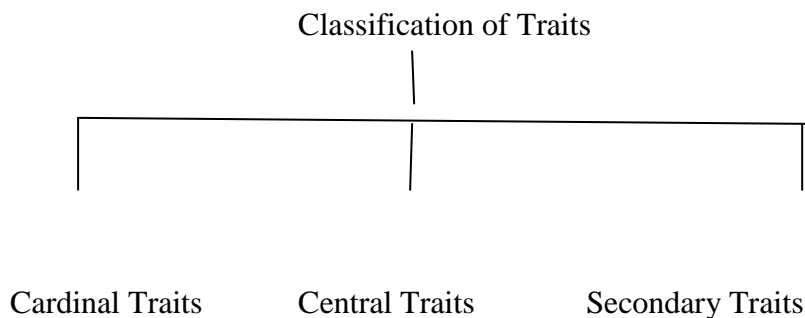 Classification of Traits
Cardinal Traits Central Traits Secondary Traits